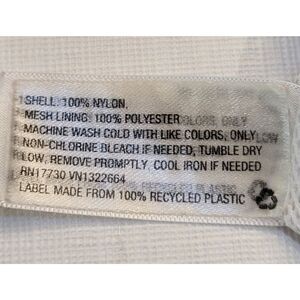 SHELL: 100% NYLON,
MESH LINING: 100% POLYESTER
MACHINE WASH COLD WITH LIKE COLORS, ONLY
NON-CHLORINE BLEACH IF NEEDED, TUMBLE DRY
LOW, REMOVE PROMPTLY, COOL IRON IF NEEDED
RN17730 VN1322664
LABEL MADE FROM 100% RECYCLED PLASTIC